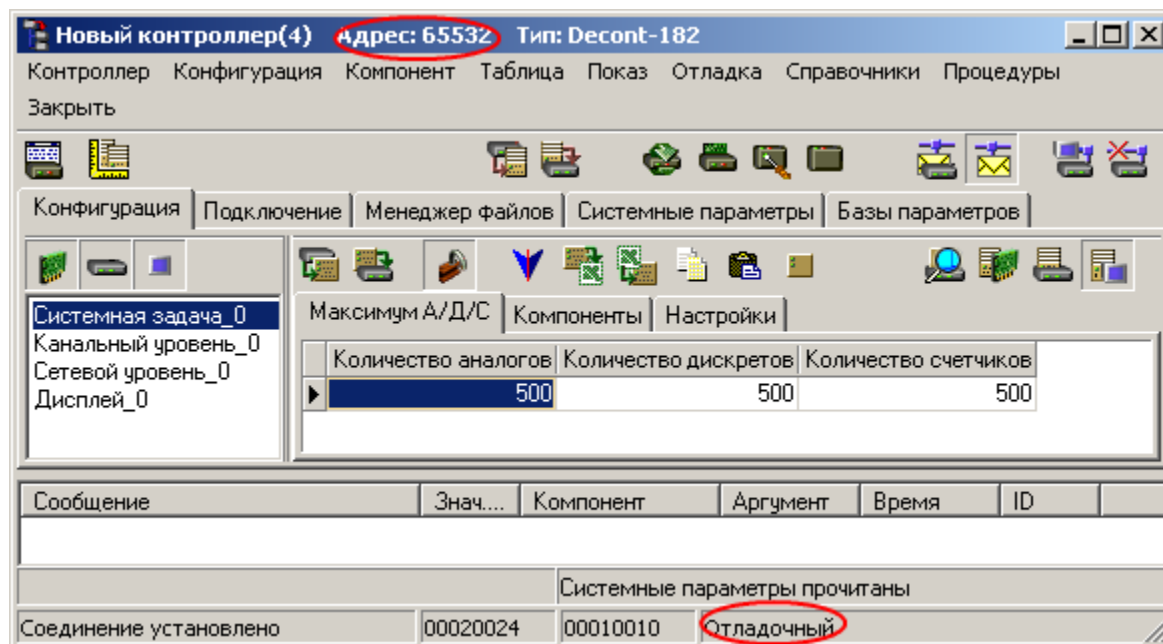 Новый контроллер(4) Адрес: 65532 Тип: Decont-182
Контроллер Конфигурация Компонент Таблица Показ Отладка Справочники Процедуры
Закрыть
Конфигурация Подключение Менеджер файлов Системные параметры Базы параметров
Системная задача_0
Канальный уровень_0
Сетевой уровень_0
Дисплей_0
Максимум А/Д/С Компоненты Настройки
Количество аналогов Количество дискретов Количество счетчиков
500 500 500
Сообщение Знач.... Компонент Аргумент Время ID
Системные параметры прочитаны
Соединение установлено 00020024 00010010 Отладочный